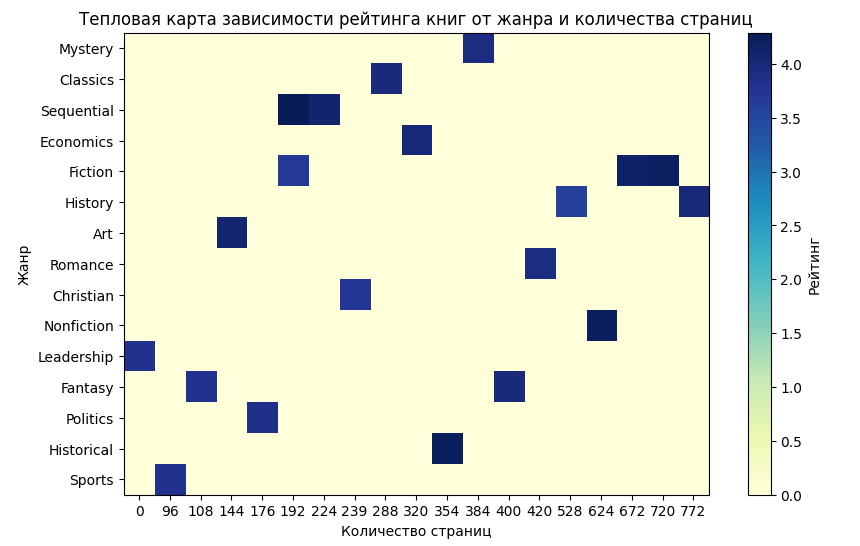 Тепловая карта зависимости рейтинга книг от жанра и количества страниц
Mystery
Classics
Sequential
Economics
Fiction
History
Art
Romance
Christian
Nonfiction
Leadership
Fantasy
Politics
Historical
Sports
Жанр
0 96 108 144 176 192 224 239 288 320 354 384 400 420 528 624 672 720 772
Количество страниц
4.0
3.5
3.0
2.5
2.0
1.5
1.0
0.5
0.0
Рейтинг